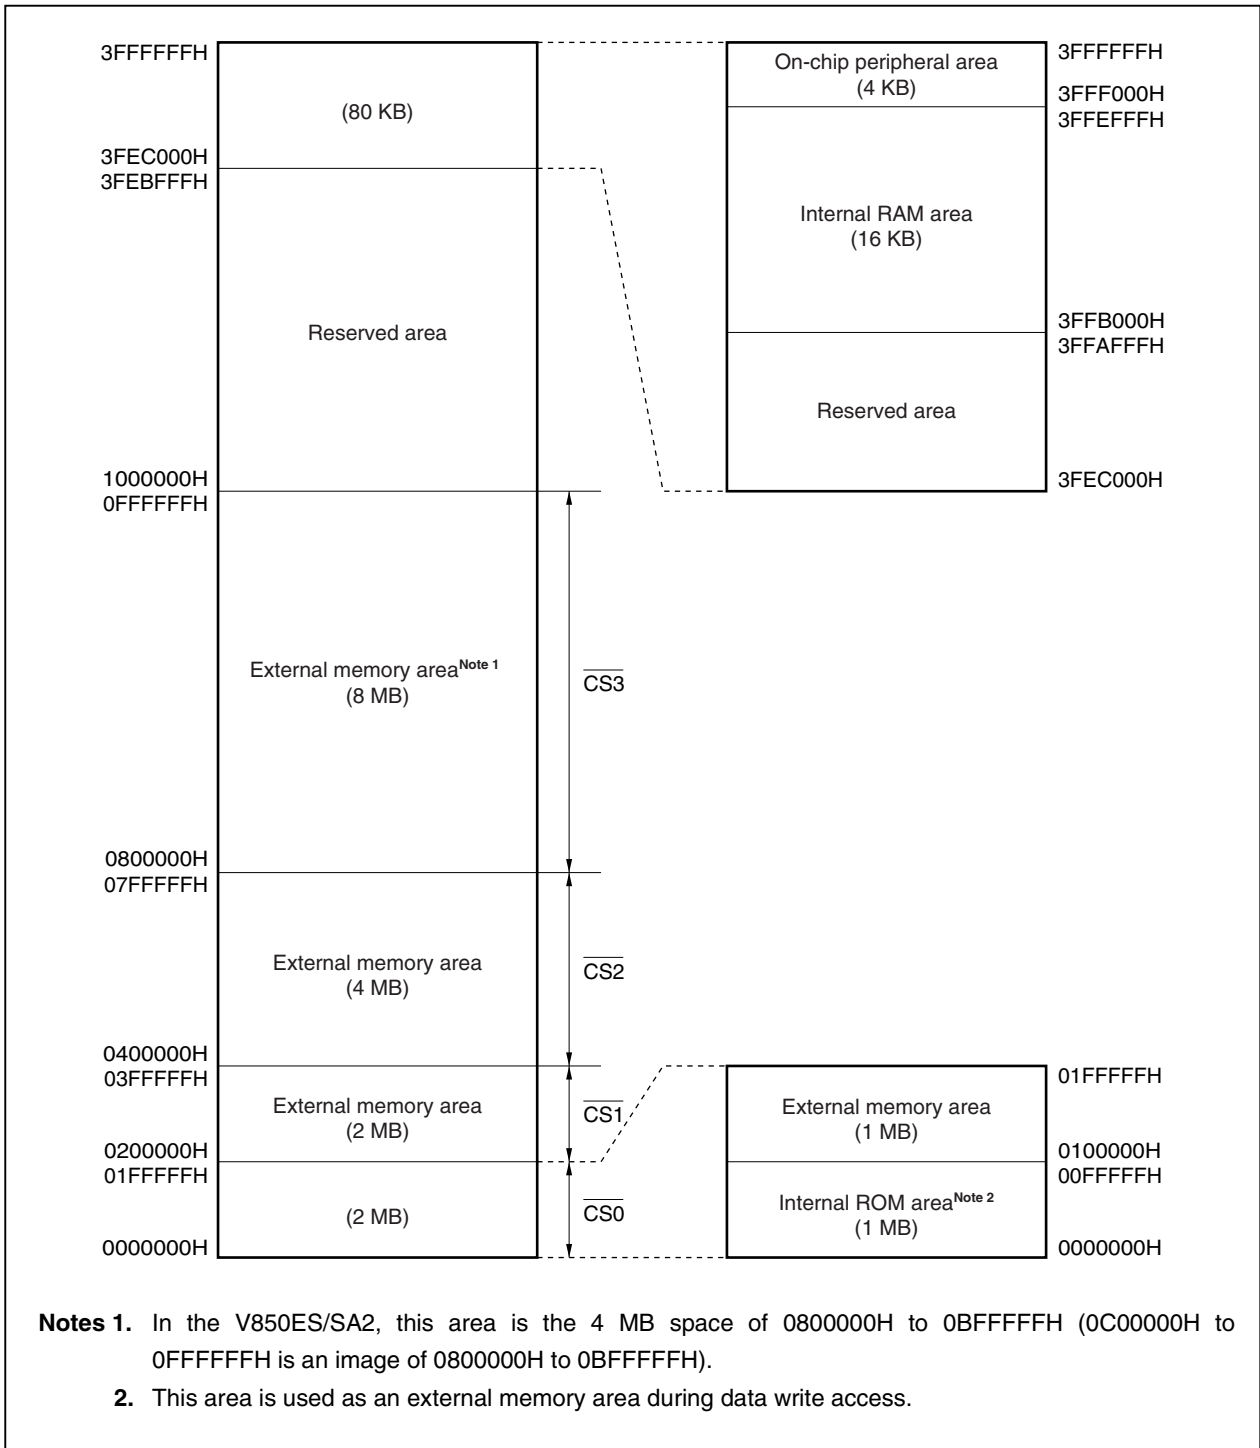 3FFFFFFH
(80 KB)
3FEC000H
3FEBFFFH
Reserved area
1000000H
0FFFFFFH
External memory areaNote 1
(8 MB)
CS3
0800000H
07FFFFFH
External memory area
(4 MB)
CS2
0400000H
03FFFFFH
External memory area
(2 MB)
CS1
0200000H
01FFFFFH
(2 MB)
CS0
0000000H
On-chip peripheral area
(4 KB)
3FFFFFFH
3FFF000H
3FFEFFFH
Internal RAM area
(16 KB)
3FFB000H
3FFAFFFH
Reserved area
3FEC000H
01FFFFFH
External memory area
(1 MB)
0100000H
00FFFFFH
Internal ROM areaNote 2
(1 MB)
0000000H
Notes 1. In the V850ES/SA2, this area is the 4 MB space of 0800000H to 0BFFFFFH (0C00000H to
0FFFFFFH is an image of 0800000H to 0BFFFFFH).
2. This area is used as an external memory area during data write access.